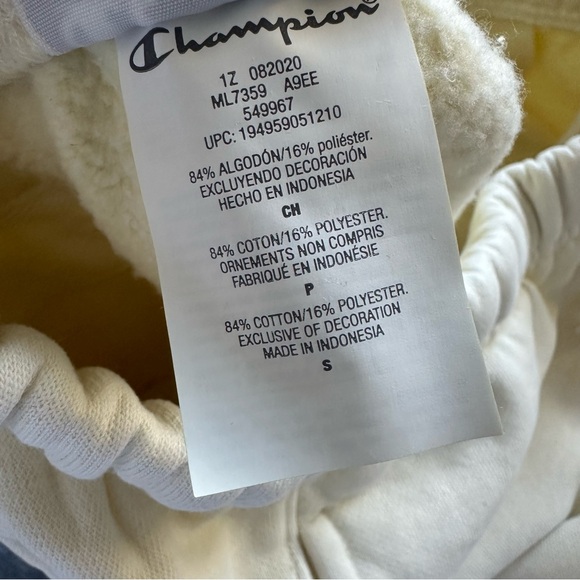 Champion®
1Z 082020
ML7359 A9EE
549967
UPC: 194959051210
84% ALGODÓN/16% poliéster.
EXCLUYENDO DECORACIÓN
HECHO EN INDONESIA
CH
84% COTON/16% POLYESTER.
ORNEMENTS NON COMPRIS
FABRIQUÉ EN INDONÉSIE
P
84% COTTON/16% POLYESTER.
EXCLUSIVE OF DECORATION
MADE IN INDONESIA
S